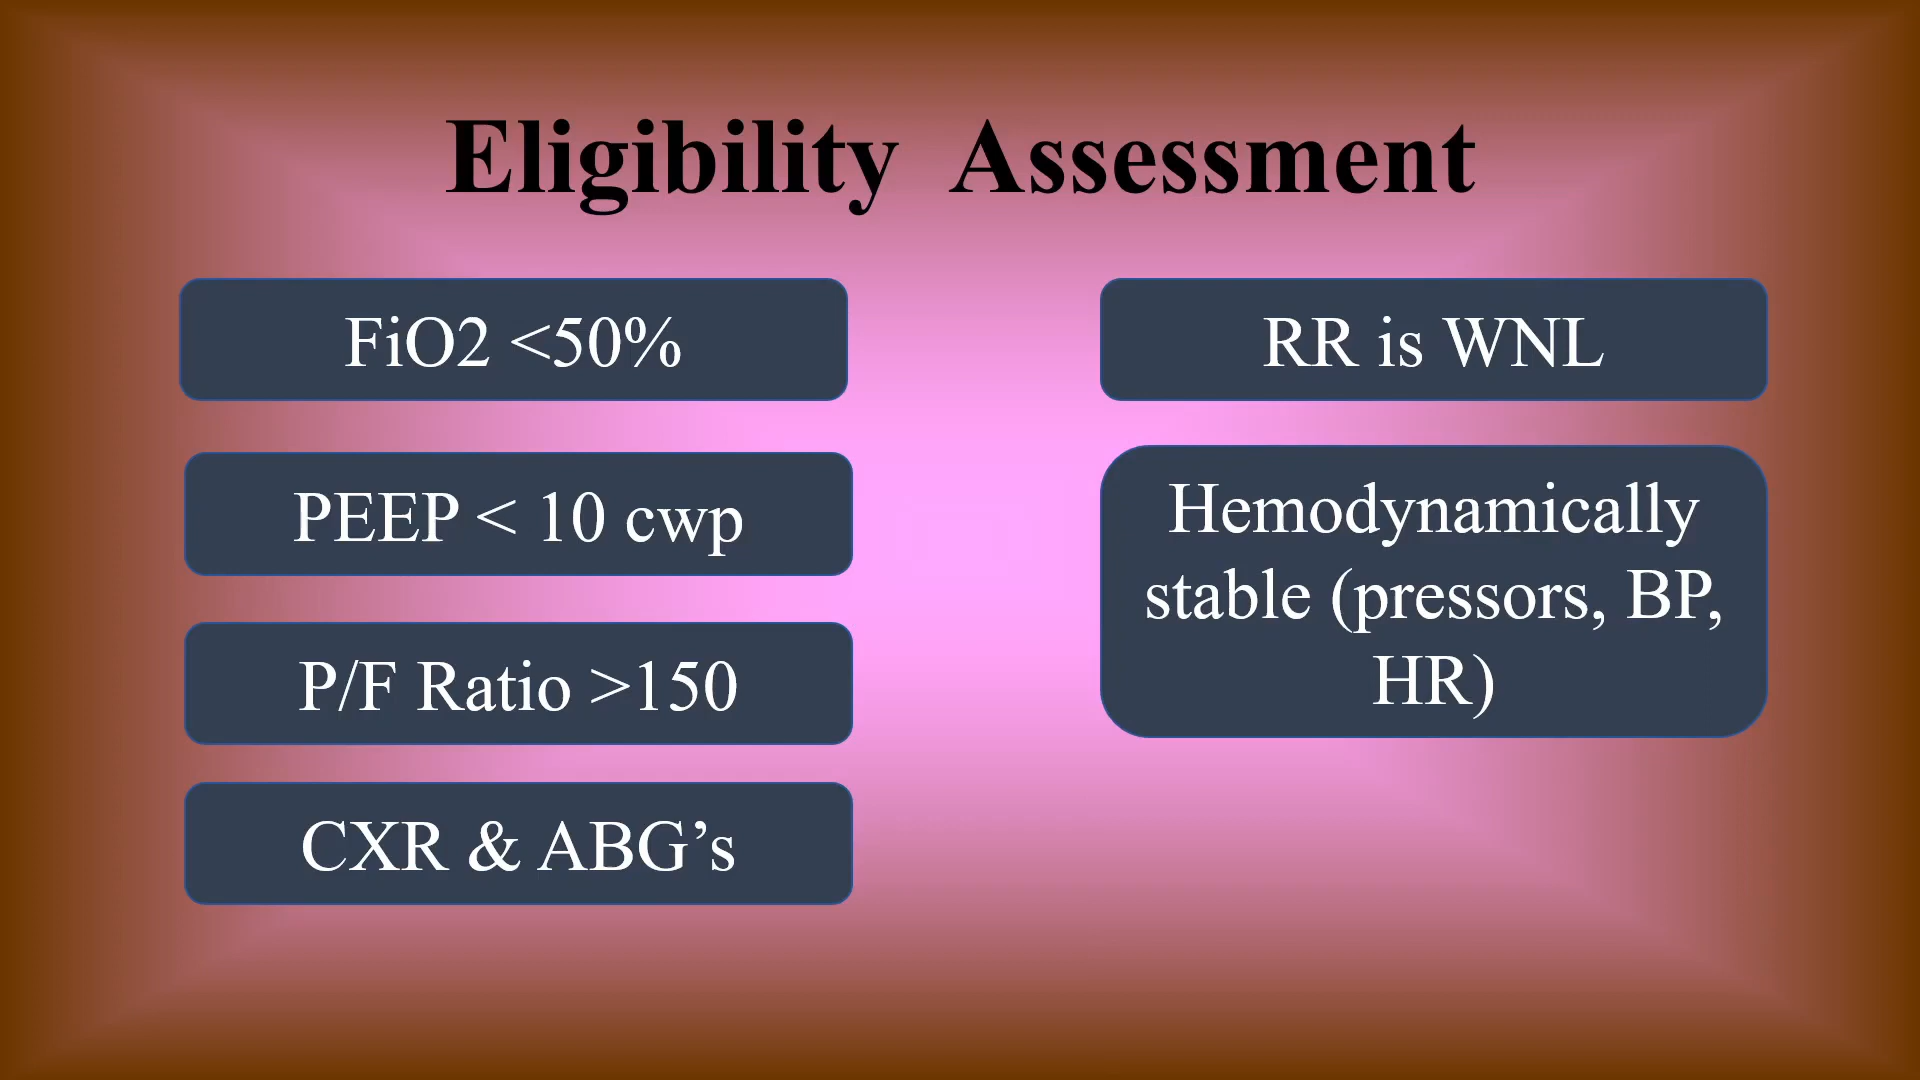 Eligibility Assessment
FiO2 <50%
PEEP < 10 cwp
P/F Ratio >150
CXR & ABG’s
RR is WNL
Hemodynamically
stable (pressors, BP,
HR)